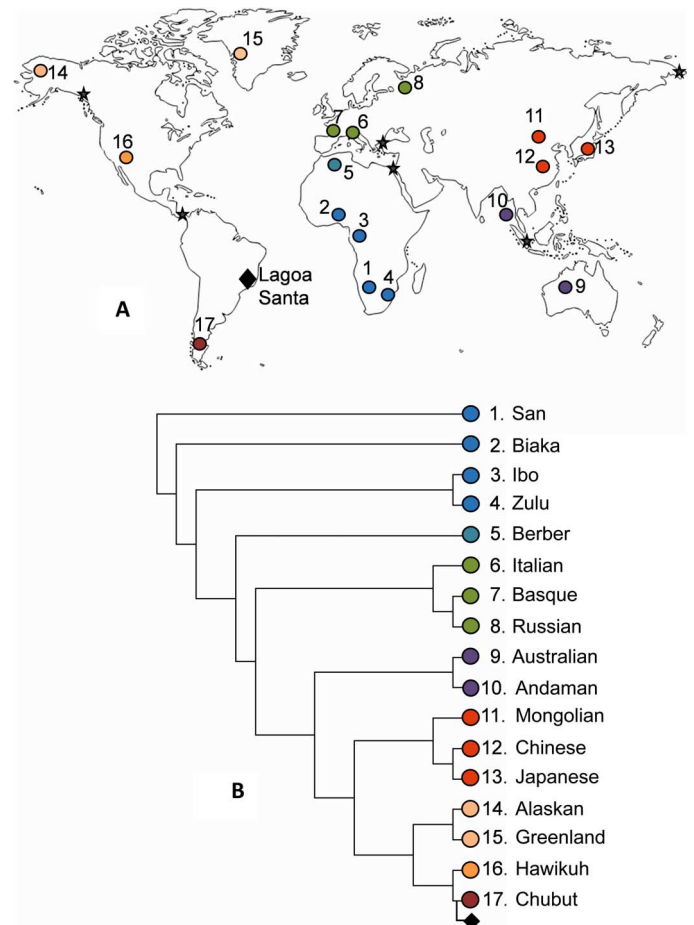 15
14
8
7
6
11
16
13
12
5
10
2
3
Lagoa
Santa
1
4
9
A
17
1. San
2. Biaka
3. Ibo
4. Zulu
5. Berber
6. Italian
7. Basque
8. Russian
9. Australian
10. Andaman
11. Mongolian
12. Chinese
13. Japanese
B
14. Alaskan
15. Greenland
16. Hawikuh
17. Chubut